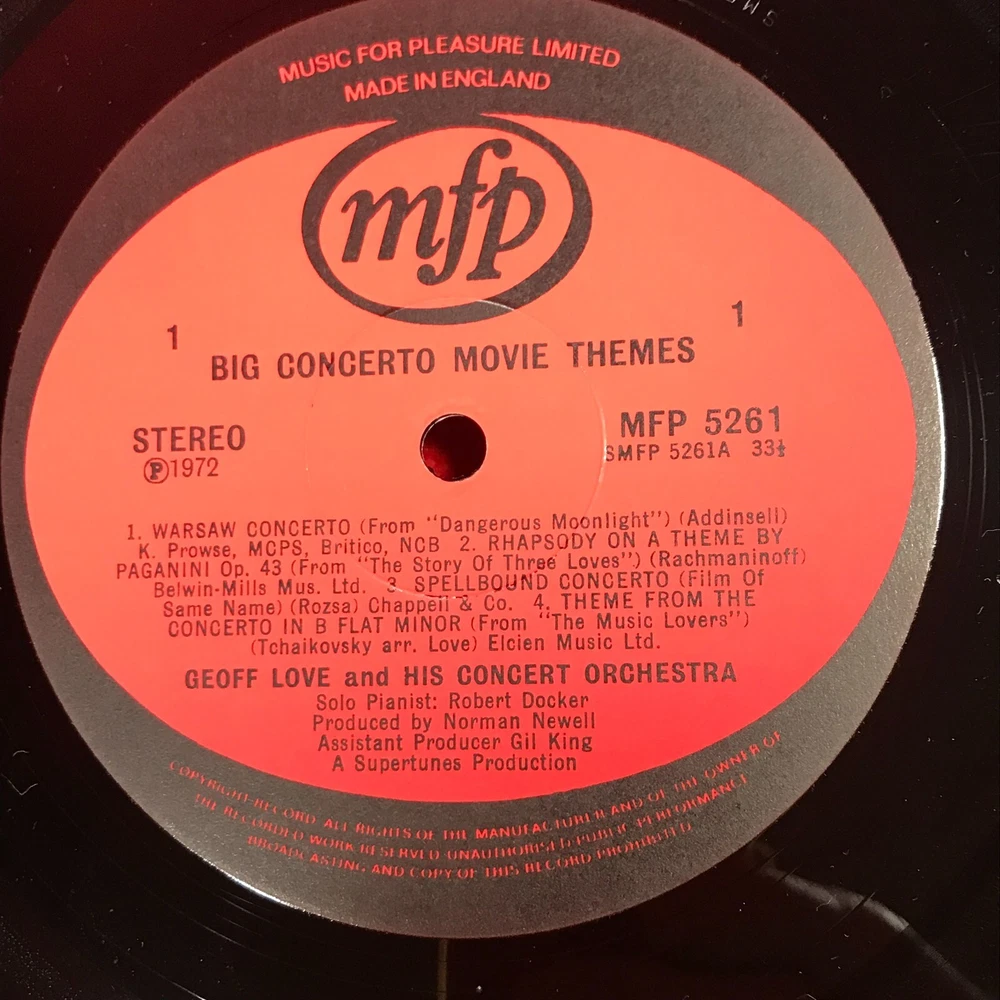 MUSIC FOR PLEASURE LIMITED
MADE IN ENGLAND
mfp
1 1
BIG CONCERTO MOVIE THEMES
STEREO MFP 5261
Ⓟ1972 SMFP 5261A 33⅓
1. WARSAW CONCERTO (From "Dangerous Moonlight") (Addinsell)
K. Prowse, MCPS, Britico, NCB 2. RHAPSODY ON A THEME BY
PAGANINI Op. 43 (From "The Story Of Three Loves") (Rachmaninoff)
Belwin-Mills Mus. Ltd. 3. SPELLBOUND CONCERTO (Film Of
Same Name) (Rozsa) Chappell & Co. 4. THEME FROM THE
CONCERTO IN B FLAT MINOR (From "The Music Lovers")
(Tchaikovsky arr. Love) Elcien Music Ltd.
GEOFF LOVE and HIS CONCERT ORCHESTRA
Solo Pianist: Robert Docker
Produced by Norman Newell
Assistant Producer Gil King
A Supertunes Production
COPYRIGHT-RECORD ALL RIGHTS OF THE MANUFACTURER AND OF THE OWNER OF
THE RECORDED WORK RESERVED UNAUTHORISED PUBLIC PERFORMANCE
BROADCASTING AND COPY OF THIS RECORD PROHIBITED